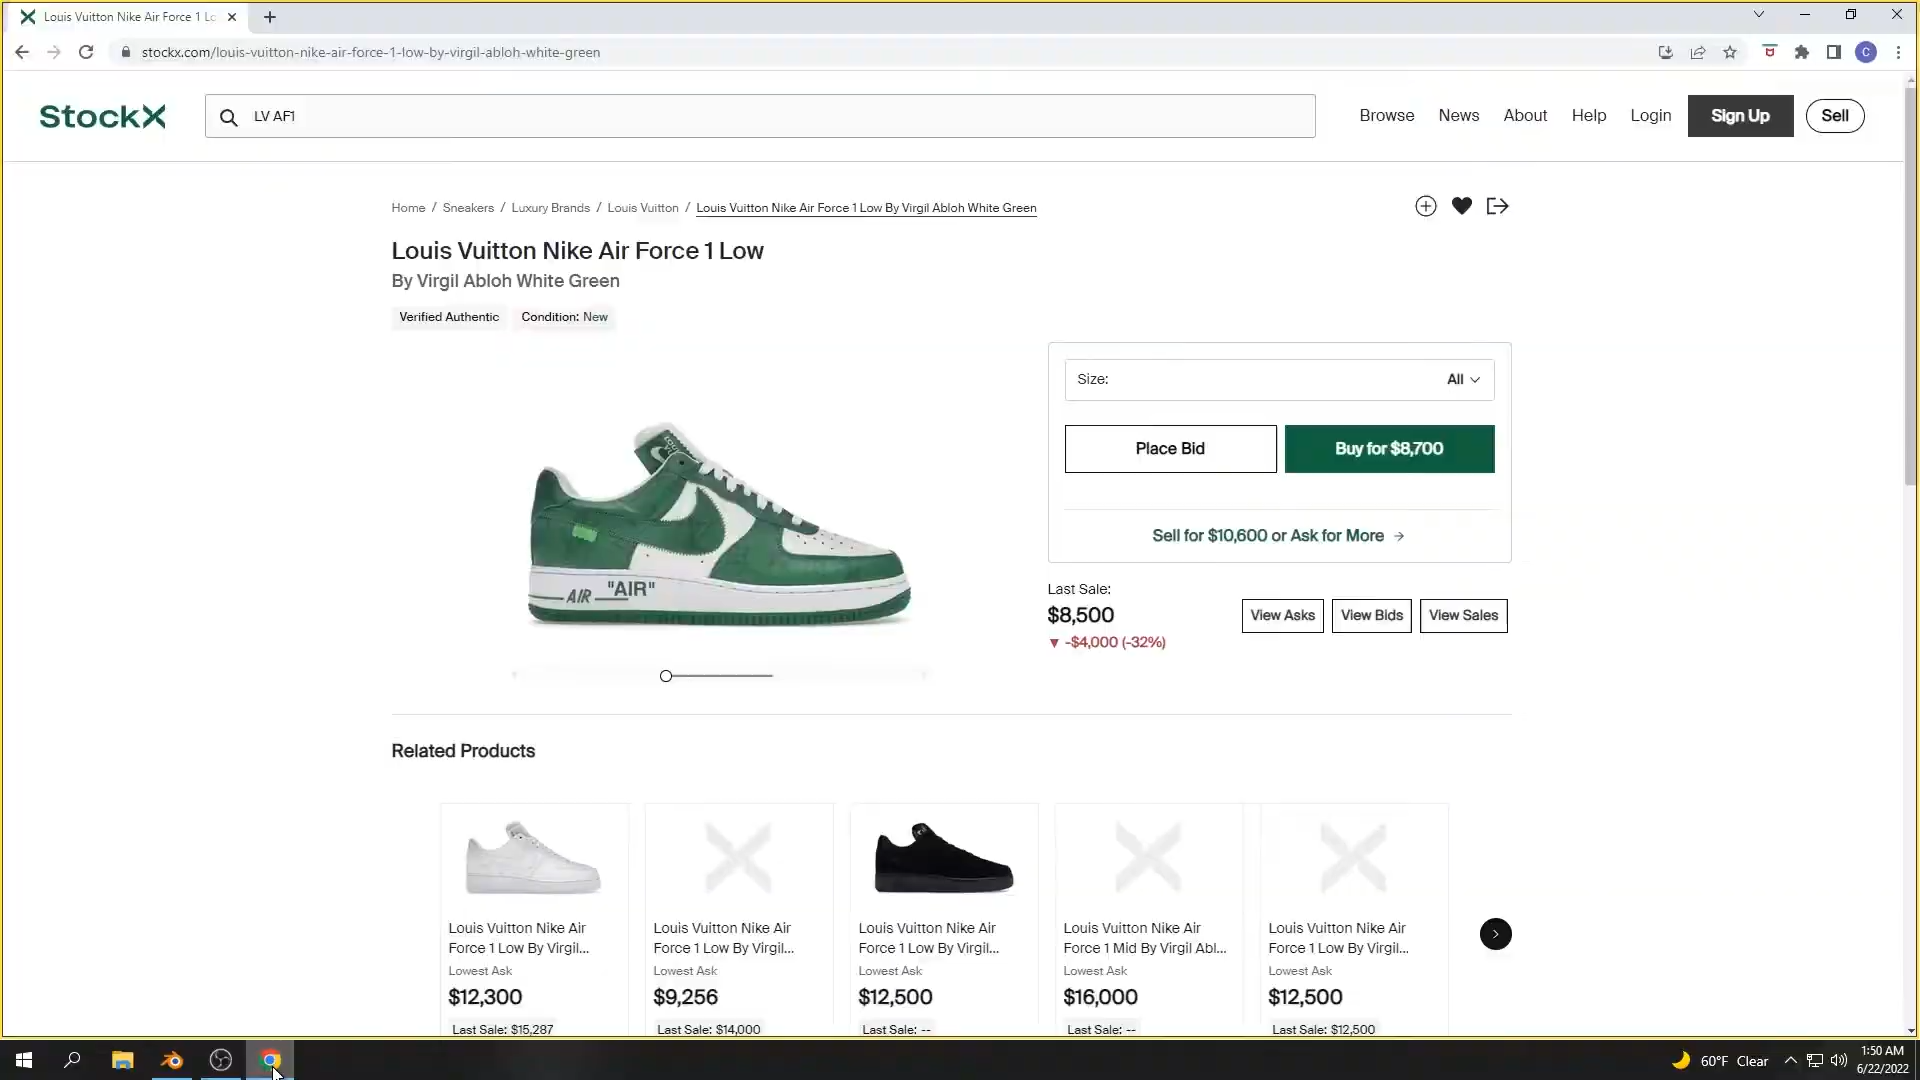 Louis Vuitton Nike Air Force 1 Lo
stockx.com/louis-vuitton-nike-air-force-1-low-by-virgil-abloh-white-green
C
StockX
LV AF1
Browse
News
About
Help
Login
Sign Up
Sell
Home / Sneakers / Luxury Brands / Louis Vuitton / Louis Vuitton Nike Air Force 1 Low By Virgil Abloh White Green
Louis Vuitton Nike Air Force 1 Low
By Virgil Abloh White Green
Verified Authentic
Condition: New
Size:
All
Place Bid
Buy for $8,700
Sell for $10,600 or Ask for More →
AIR "AIR"
Last Sale:
$8,500
▼ -$4,000 (-32%)
View Asks
View Bids
View Sales
Related Products
Louis Vuitton Nike Air
Force 1 Low By Virgil...
Lowest Ask
$12,300
Last Sale: $15,287
Louis Vuitton Nike Air
Force 1 Low By Virgil...
Lowest Ask
$9,256
Last Sale: $14,000
Louis Vuitton Nike Air
Force 1 Low By Virgil...
Lowest Ask
$12,500
Last Sale: --
Louis Vuitton Nike Air
Force 1 Mid By Virgil Abl...
Lowest Ask
$16,000
Last Sale: --
Louis Vuitton Nike Air
Force 1 Low By Virgil...
Lowest Ask
$12,500
Last Sale: $12,500
60°F Clear
1:50 AM
6/22/2022